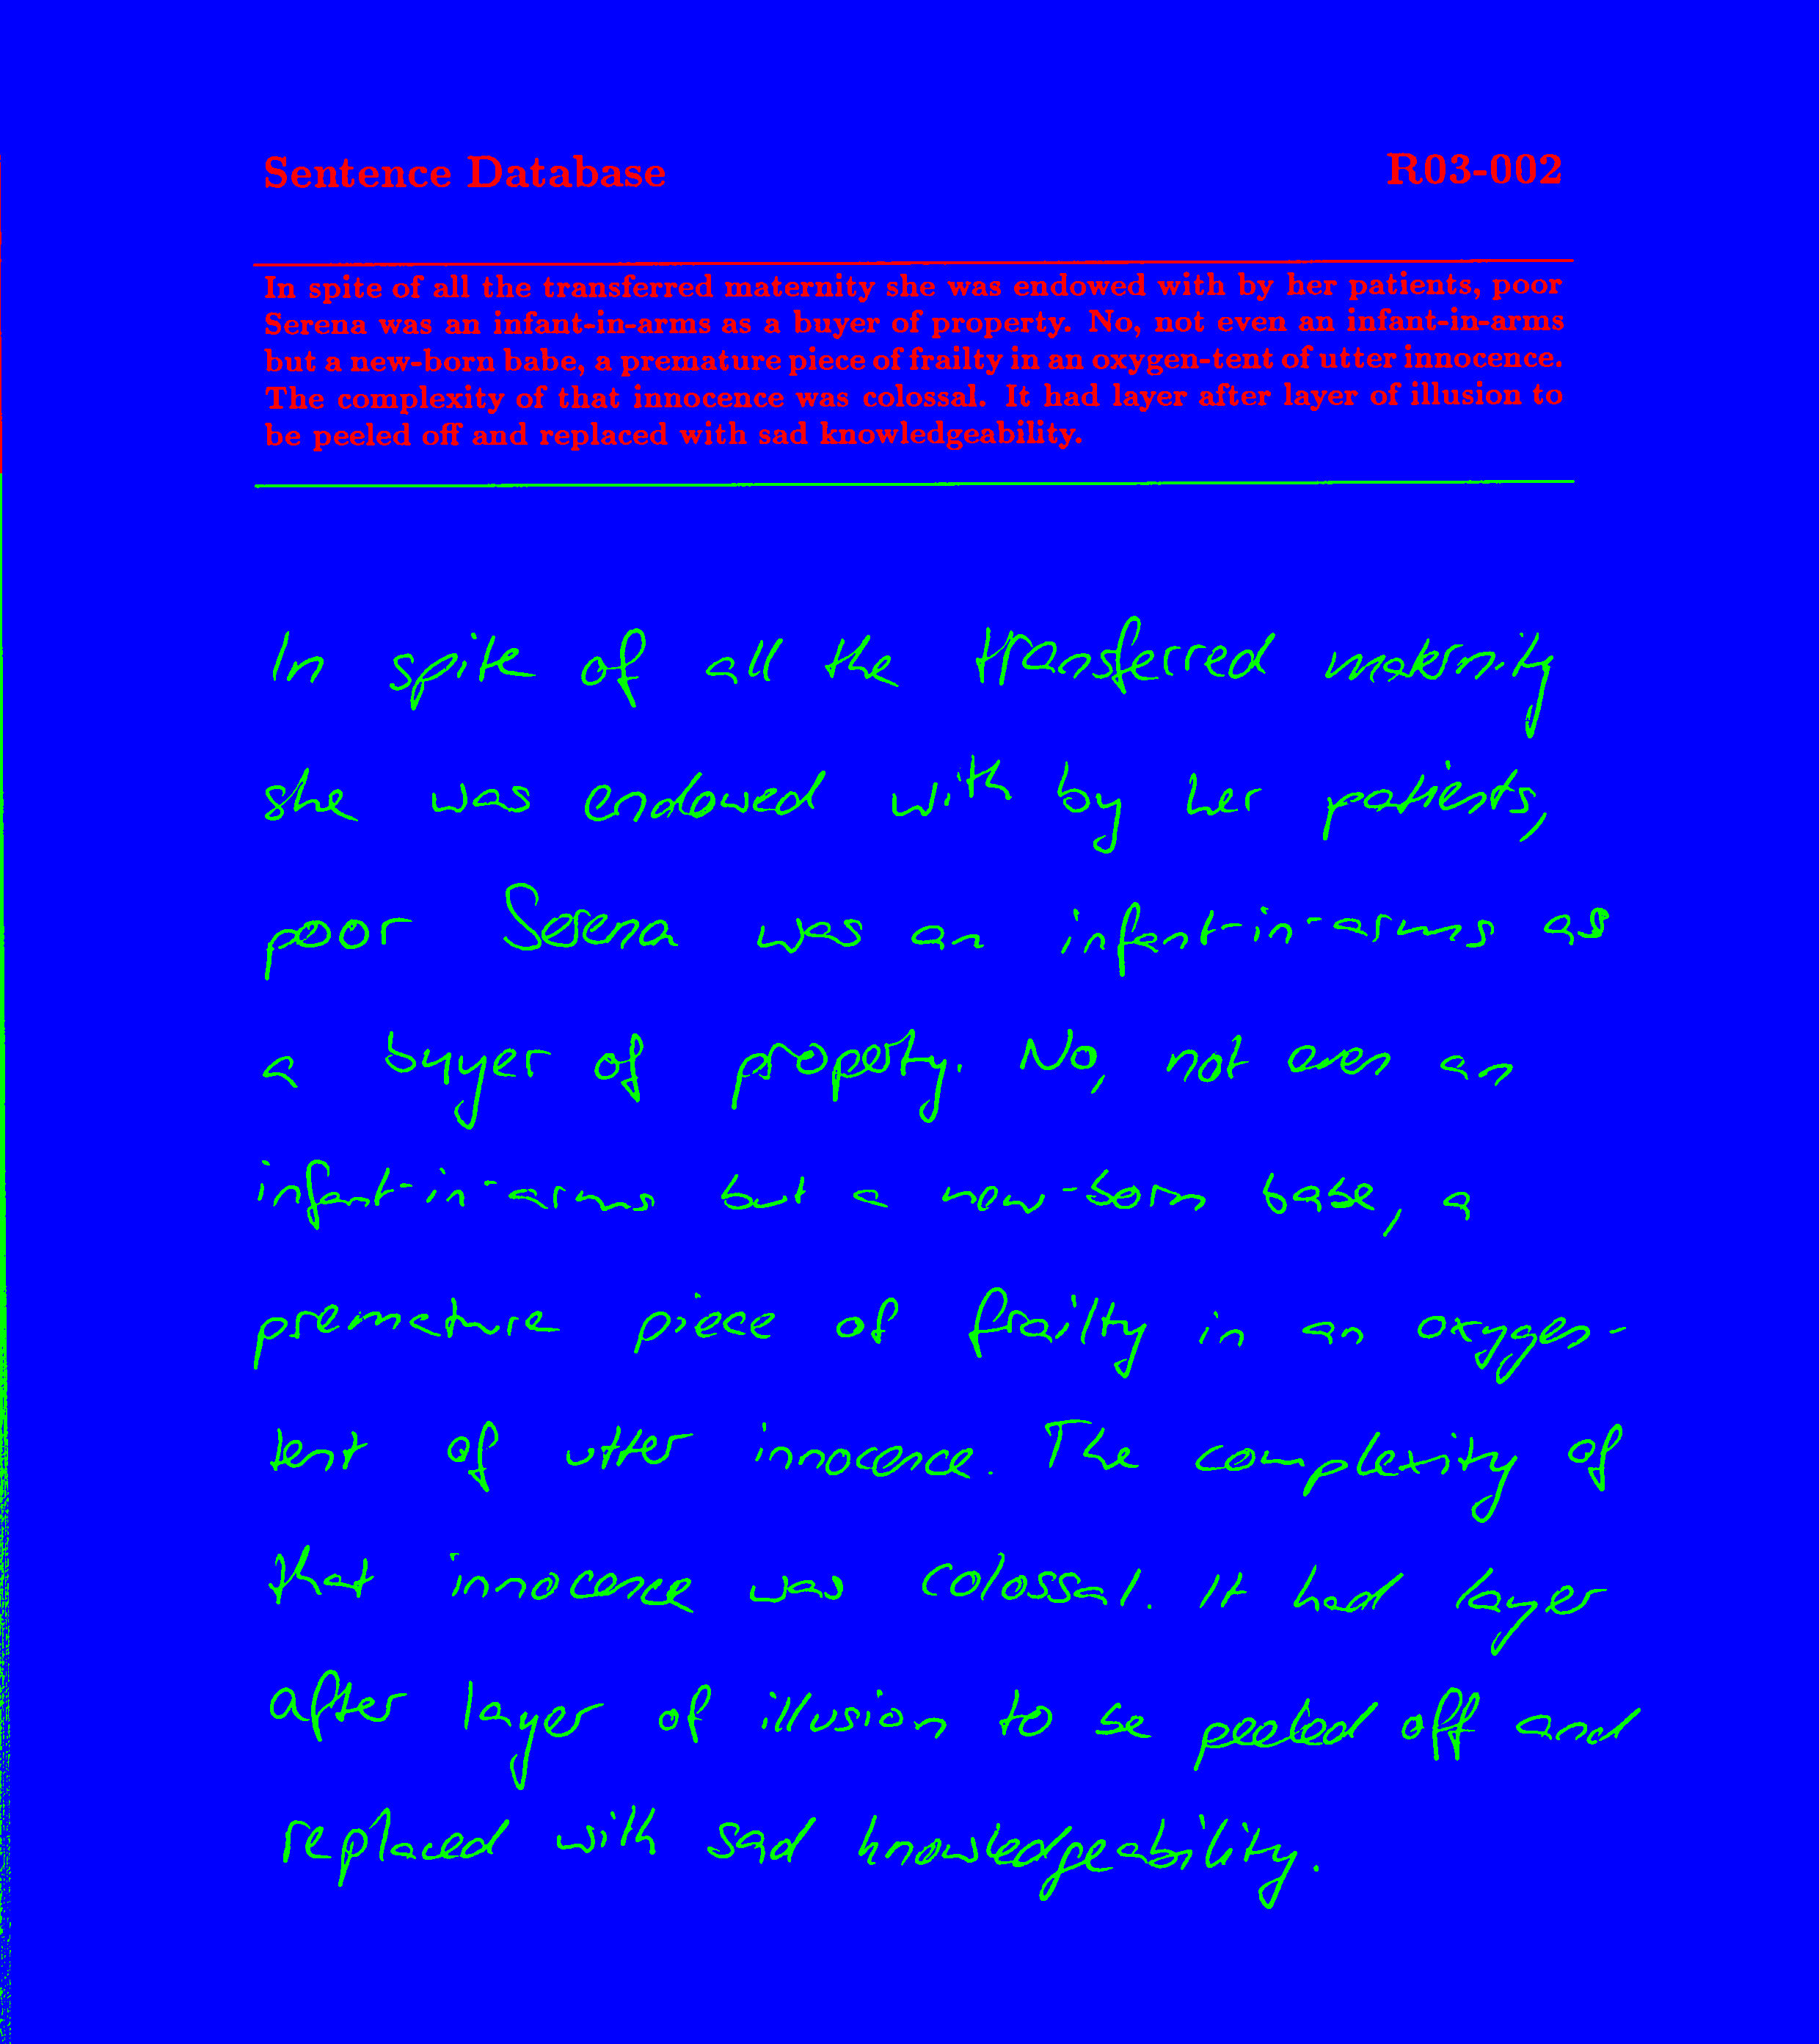 Sentence Database R03-002
In spite of all the transferred maternity she was endowed with by her patients, poor
Serena was an infant-in-arms as a buyer of property. No, not even an infant-in-arms
but a new-born babe, a premature piece of frailty in an oxygen-tent of utter innocence.
The complexity of that innocence was colossal. It had layer after layer of illusion to
be peeled off and replaced with sad knowledgeability.
In spite of all the transferred maternity
she was endowed with by her patients,
poor Serena was an infant-in-arms as
a buyer of property. No, not even an
infant-in-arms but a new-born babe, a
premature piece of frailty in an oxygen-
tent of utter innocence. The complexity of
that innocence was colossal. It had layer
after layer of illusion to be peeled off and
replaced with sad knowledgeability.